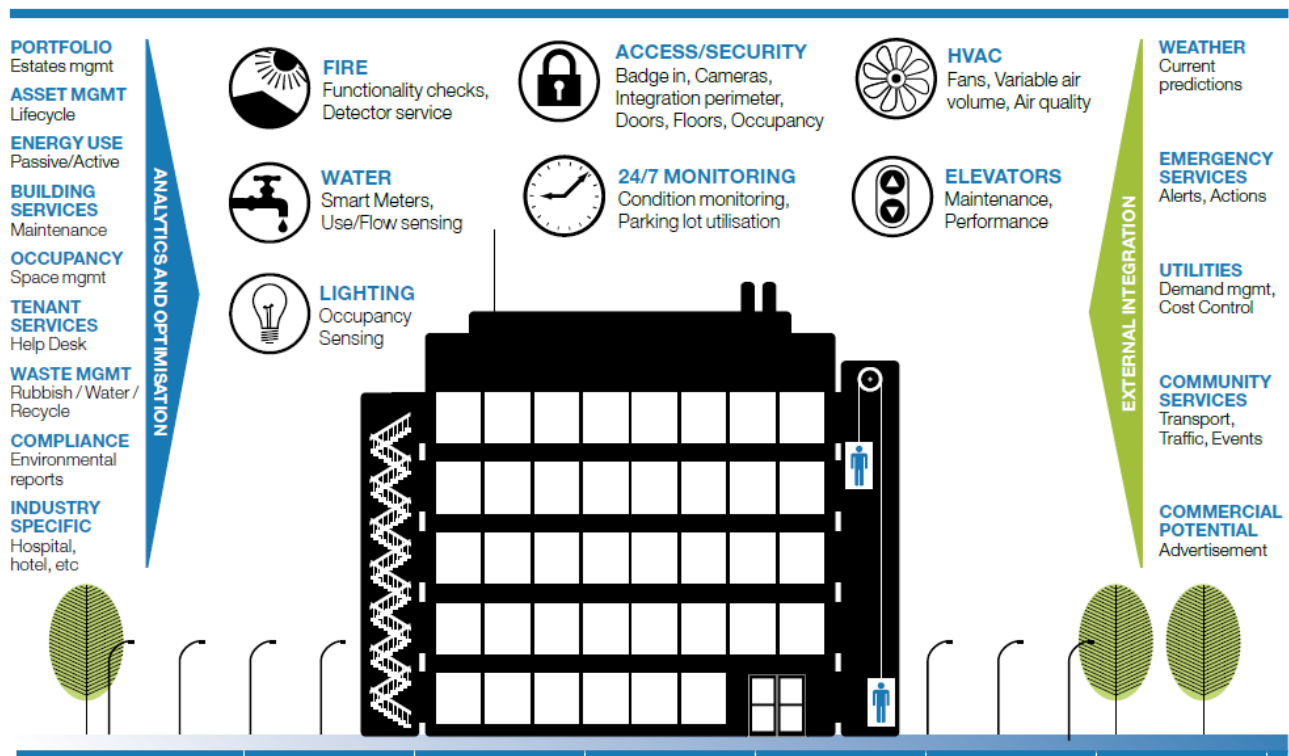 PORTFOLIO
Estates mgmt
ASSET MGMT
Lifecycle
ENERGY USE
Passive/Active
BUILDING
SERVICES
Maintenance
OCCUPANCY
Space mgmt
TENANT
SERVICES
Help Desk
WASTE MGMT
Rubbish / Water /
Recycle
COMPLIANCE
Environmental
reports
INDUSTRY
SPECIFIC
Hospital,
hotel, etc
ANALYTICS AND OPTIMISATION
FIRE
Functionality checks,
Detector service
WATER
Smart Meters,
Use/Flow sensing
LIGHTING
Occupancy
Sensing
ACCESS/SECURITY
Badge in, Cameras,
Integration perimeter,
Doors, Floors, Occupancy
24/7 MONITORING
Condition monitoring,
Parking lot utilisation
HVAC
Fans, Variable air
volume, Air quality
ELEVATORS
Maintenance,
Performance
EXTERNAL INTEGRATION
WEATHER
Current
predictions
EMERGENCY
SERVICES
Alerts, Actions
UTILITIES
Demand mgmt,
Cost Control
COMMUNITY
SERVICES
Transport,
Traffic, Events
COMMERCIAL
POTENTIAL
Advertisement